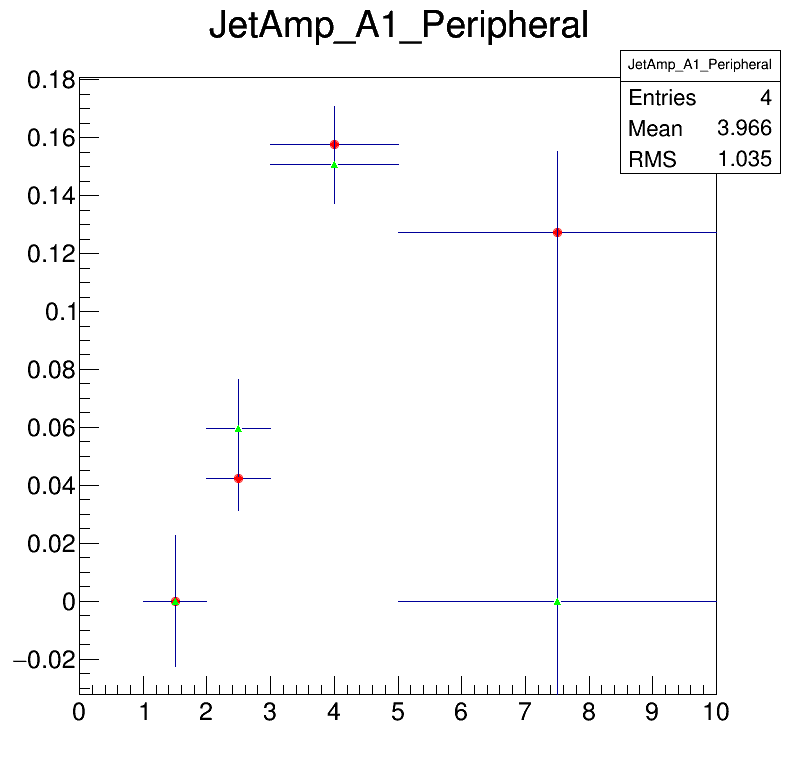 JetAmp_A1_Peripheral
JetAmp_A1_Peripheral
Entries 4
Mean 3.966
RMS 1.035
0.18
0.16
0.14
0.12
0.1
0.08
0.06
0.04
0.02
0
−0.02
0 1 2 3 4 5 6 7 8 9 10